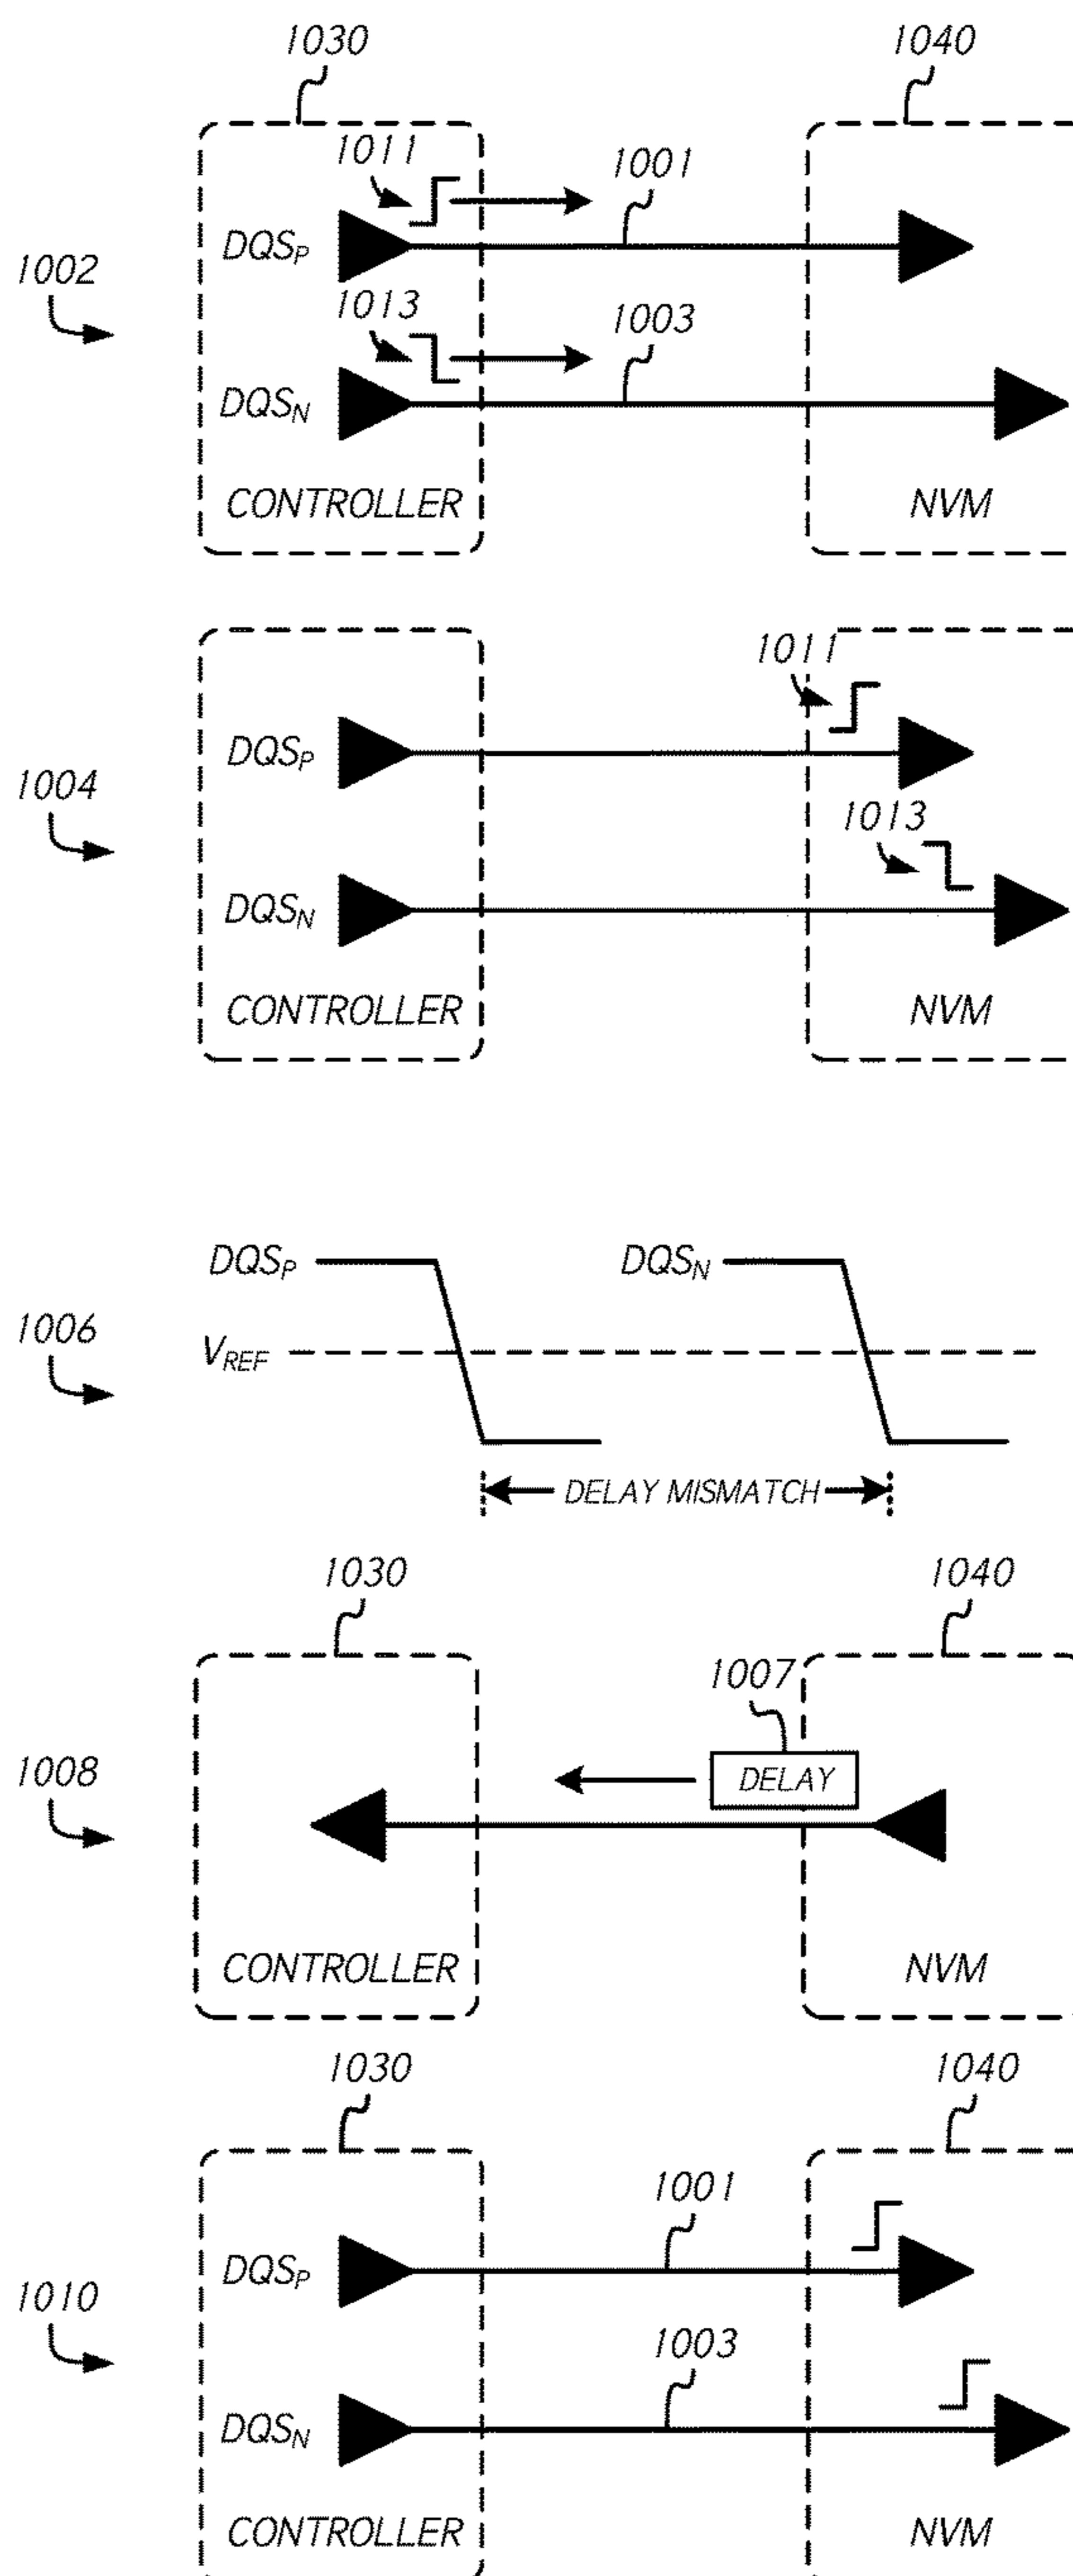 1030 1040
1011
1001
DQSP
1002
1013
1003
DQSN
CONTROLLER NVM
1011
DQSP
1004
1013
DQSN
CONTROLLER NVM
DQSP DQSN
1006
VREF
DELAY MISMATCH
1030 1040
1007
1008
DELAY
CONTROLLER NVM
1030 1040
1001
DQSP
1010
1003
DQSN
CONTROLLER NVM